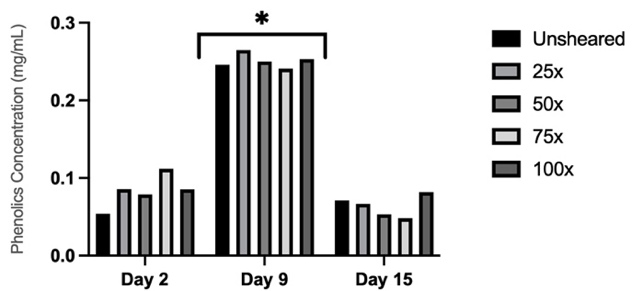 Phenolics Concentration (mg/mL)
0.3
0.2
0.1
0.0
*
Day 2
Day 9
Day 15
Unsheared
25x
50x
75x
100x